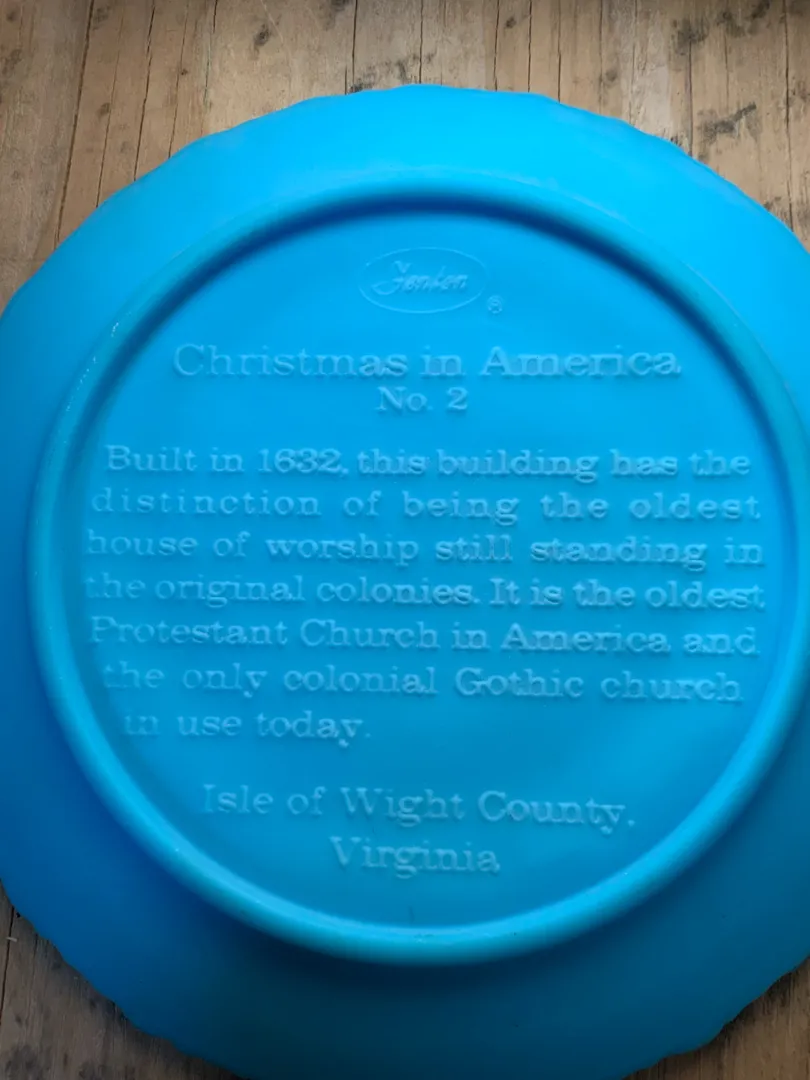 Fenton ®
Christmas in America
No. 2
Built in 1632, this building has the
distinction of being the oldest
house of worship still standing in
the original colonies. It is the oldest
Protestant Church in America and
the only colonial Gothic church
in use today.
Isle of Wight County,
Virginia